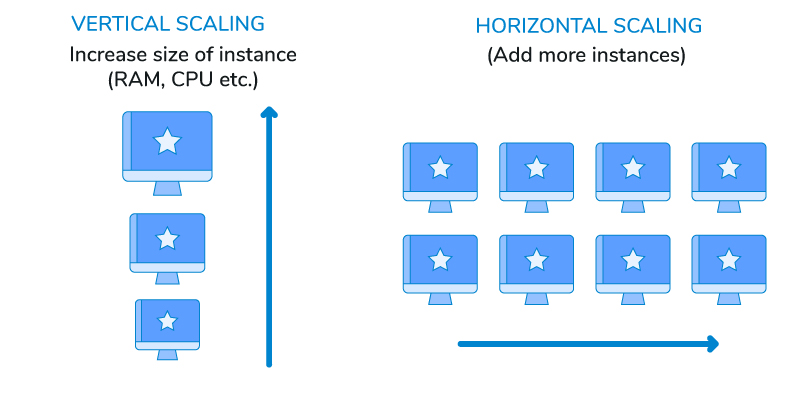 VERTICAL SCALING
Increase size of instance
(RAM, CPU etc.)
HORIZONTAL SCALING
(Add more instances)